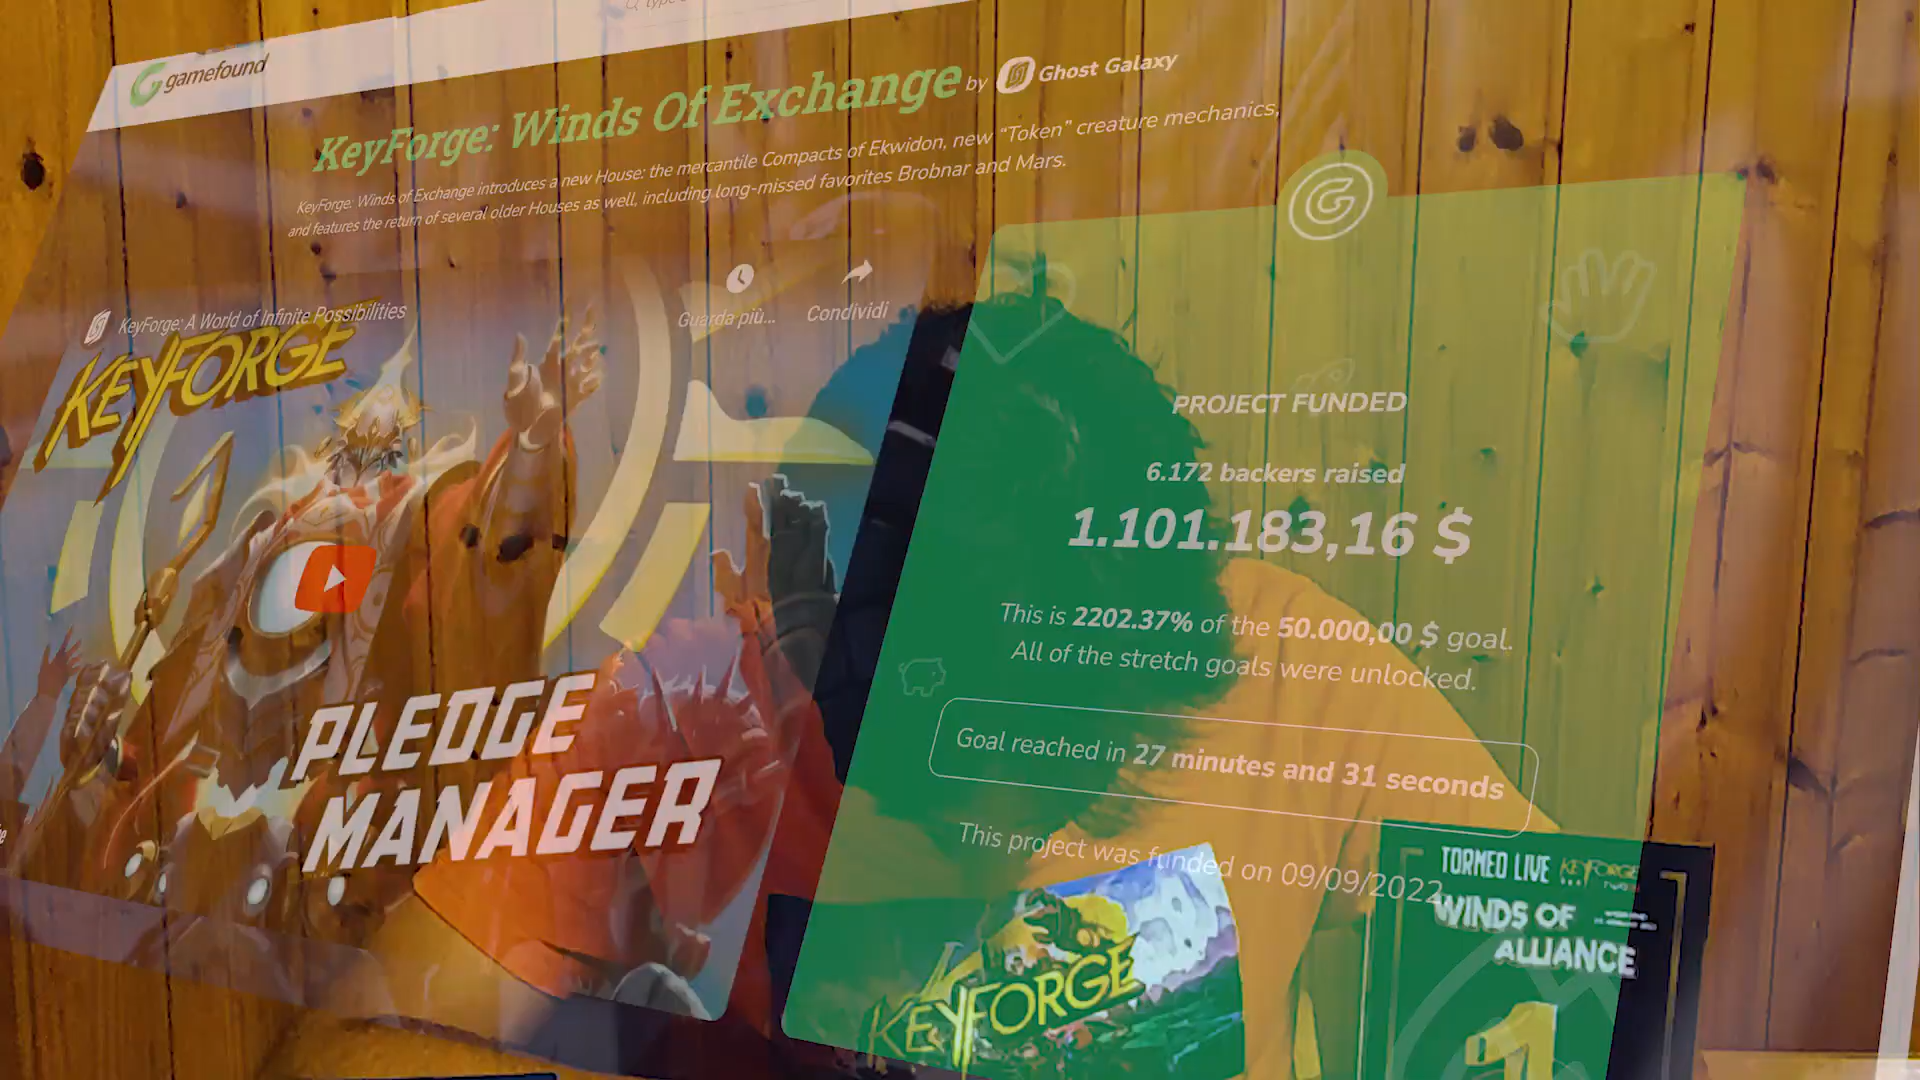 gamefound
KeyForge: Winds Of Exchange by Ghost Galaxy
KeyForge: Winds of Exchange introduces a new House: the mercantile Compacts of Ekwidon, new "Token" creature mechanics,
and features the return of several older Houses as well, including long-missed favorites Brobnar and Mars.
KeyForge: A World of Infinite Possibilities
Guarda più...
Condividi
KEYFORGE
PLEDGE
MANAGER
PROJECT FUNDED
6.172 backers raised
1.101.183,16 $
This is 2202.37% of the 50.000,00 $ goal.
All of the stretch goals were unlocked.
Goal reached in 27 minutes and 31 seconds
This project was funded on 09/09/2022
KEYFORGE
TORNEO LIVE KEYFORGE
WINDS OF
ALLIANCE
1